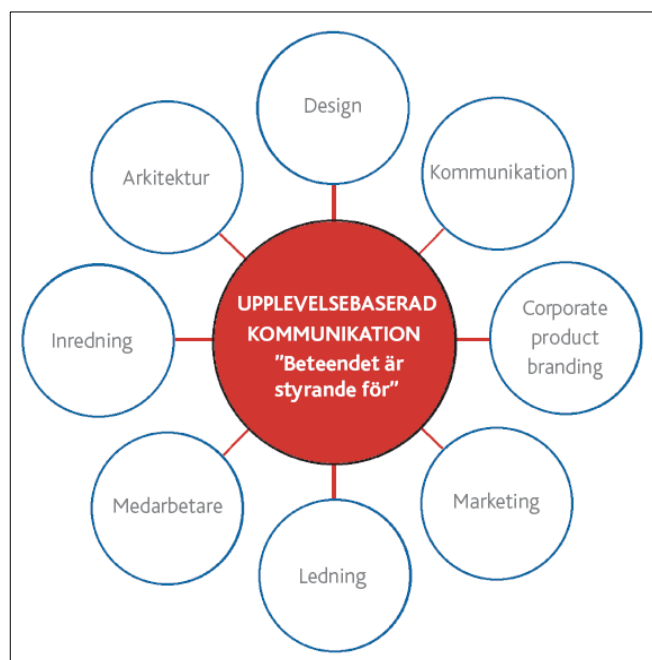 Design
Arkitektur
Kommunikation
UPPLEVELSEBASERAD
KOMMUNIKATION
”Beteendet är
styrande för”
Inredning
Corporate
product
branding
Medarbetare
Marketing
Ledning